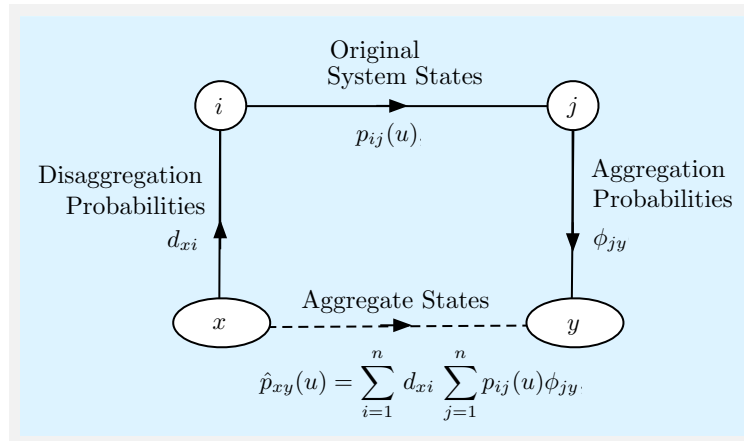 Original
System States
i
j
p_{ij}(u)
Disaggregation
Probabilities
d_{xi}
Aggregation
Probabilities
\phi_{jy}
Aggregate States
x
y
\hat{p}_{xy}(u) = \sum_{i=1}^{n} d_{xi} \sum_{j=1}^{n} p_{ij}(u)\phi_{jy}